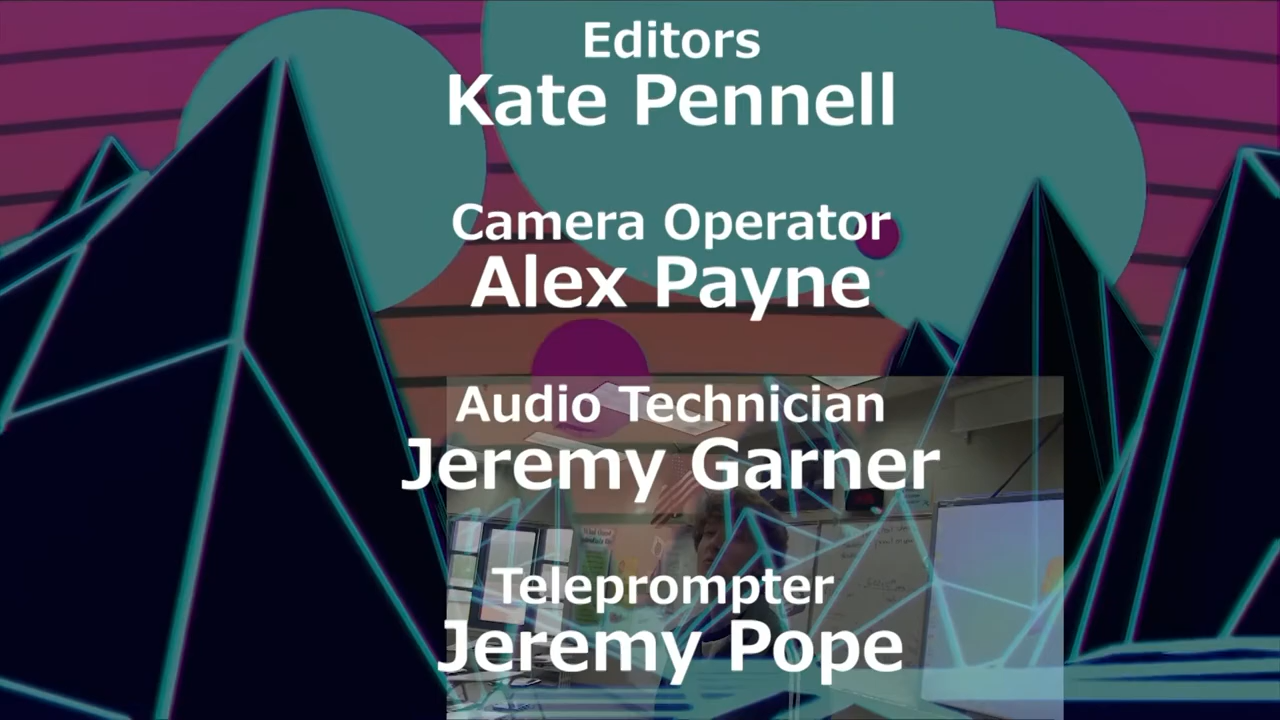 Editors
Kate Pennell
Camera Operator
Alex Payne
Audio Technician
Jeremy Garner
Teleprompter
Jeremy Pope